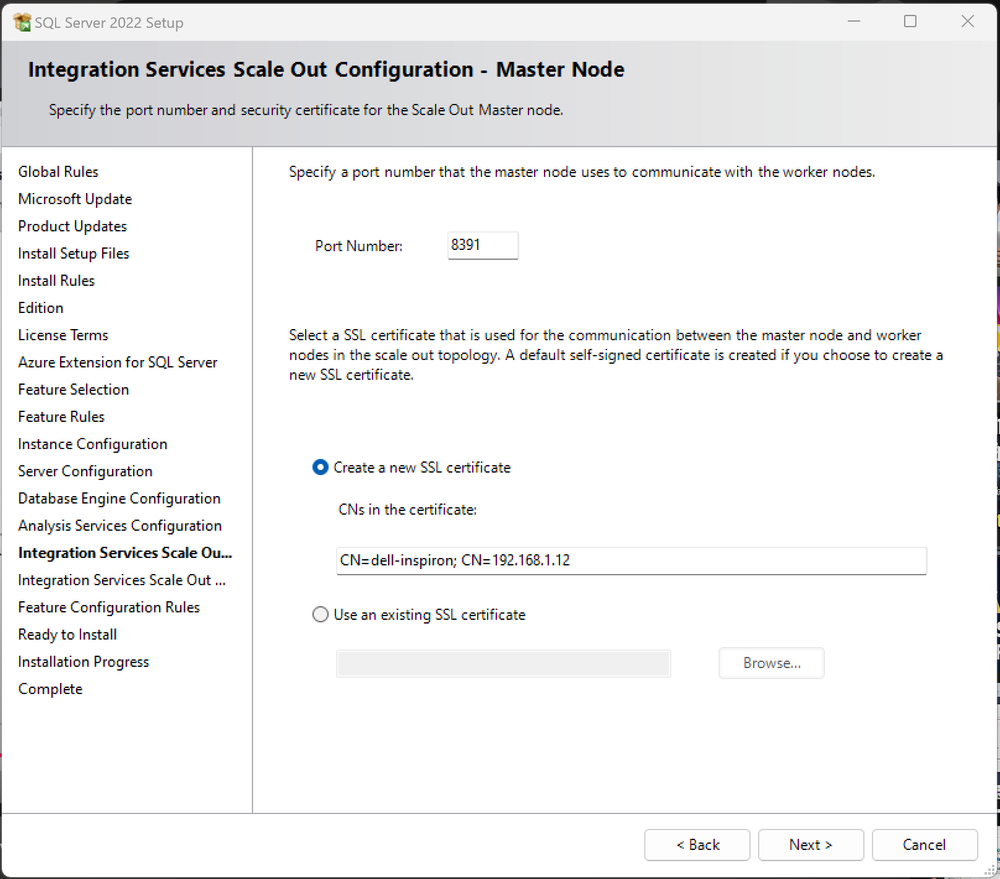 SQL Server 2022 Setup
Integration Services Scale Out Configuration - Master Node
Specify the port number and security certificate for the Scale Out Master node.
Global Rules
Microsoft Update
Product Updates
Install Setup Files
Install Rules
Edition
License Terms
Azure Extension for SQL Server
Feature Selection
Feature Rules
Instance Configuration
Server Configuration
Database Engine Configuration
Analysis Services Configuration
Integration Services Scale Ou...
Integration Services Scale Out ...
Feature Configuration Rules
Ready to Install
Installation Progress
Complete
Specify a port number that the master node uses to communicate with the worker nodes.
Port Number: 8391
Select a SSL certificate that is used for the communication between the master node and worker
nodes in the scale out topology. A default self-signed certificate is created if you choose to create a
new SSL certificate.
Create a new SSL certificate
CNs in the certificate:
CN=dell-inspiron; CN=192.168.1.12
Use an existing SSL certificate
Browse...
< Back Next > Cancel